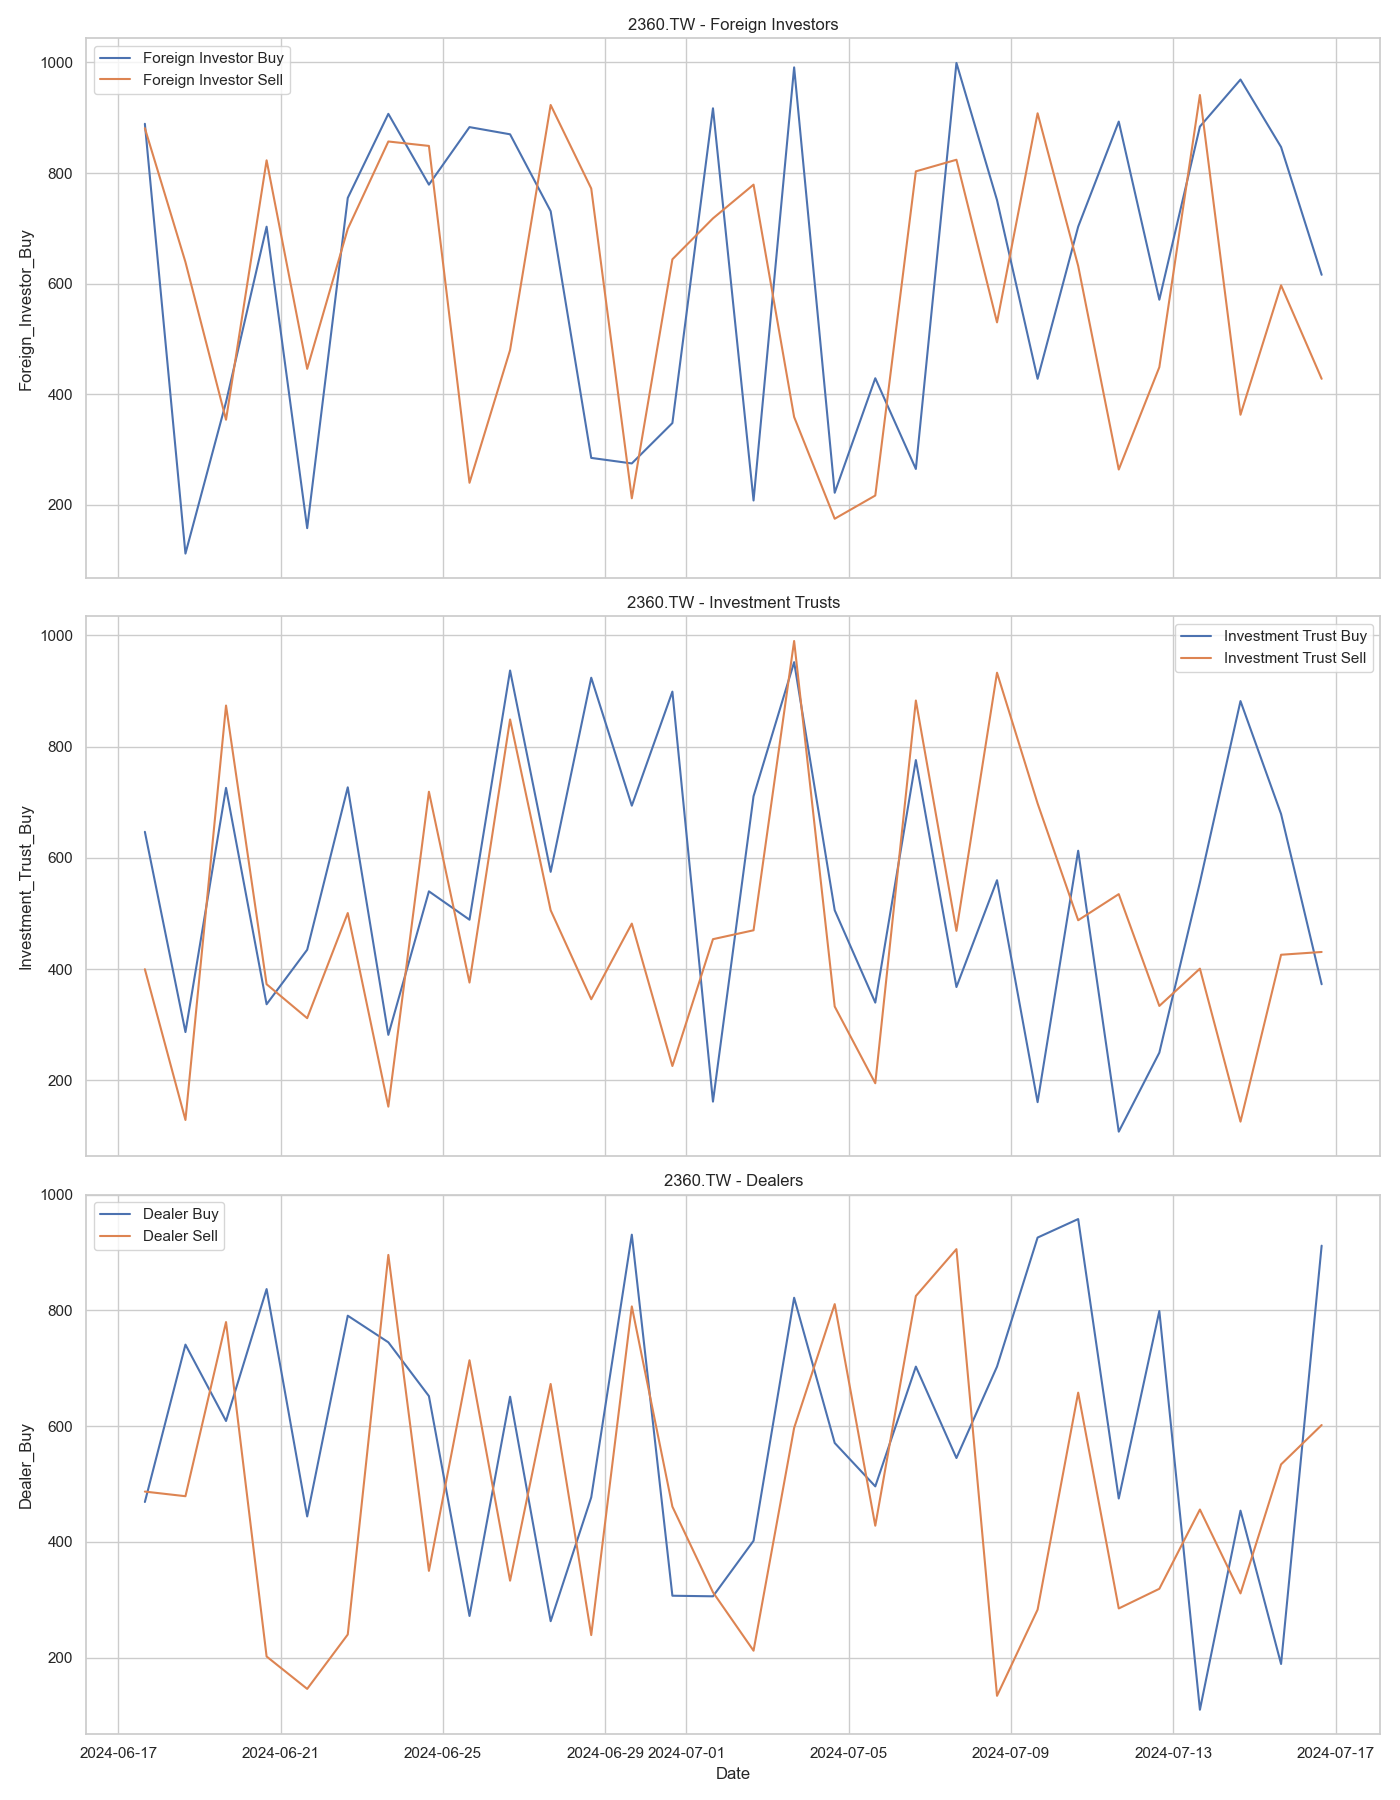 2360.TW - Foreign Investors
Foreign Investor Buy
Foreign Investor Sell
1000
800
600
400
200
Foreign_Investor_Buy
2360.TW - Investment Trusts
Investment Trust Buy
Investment Trust Sell
1000
800
600
400
200
Investment_Trust_Buy
2360.TW - Dealers
Dealer Buy
Dealer Sell
1000
800
600
400
200
Dealer_Buy
2024-06-17 2024-06-21 2024-06-25 2024-06-29 2024-07-01 2024-07-05 2024-07-09 2024-07-13 2024-07-17
Date